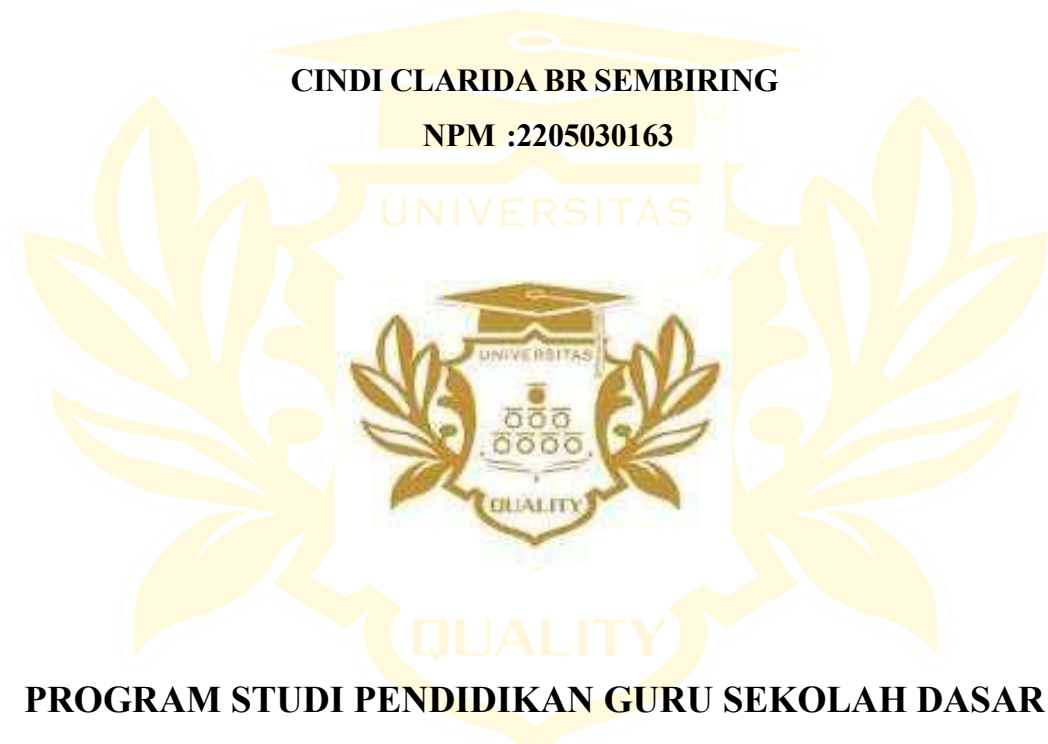 CINDI CLARIDA BR SEMBIRING
NPM :2205030163
UNIVERSITAS
UNIVERSITAS
QUALITY
QUALITY
PROGRAM STUDI PENDIDIKAN GURU SEKOLAH DASAR